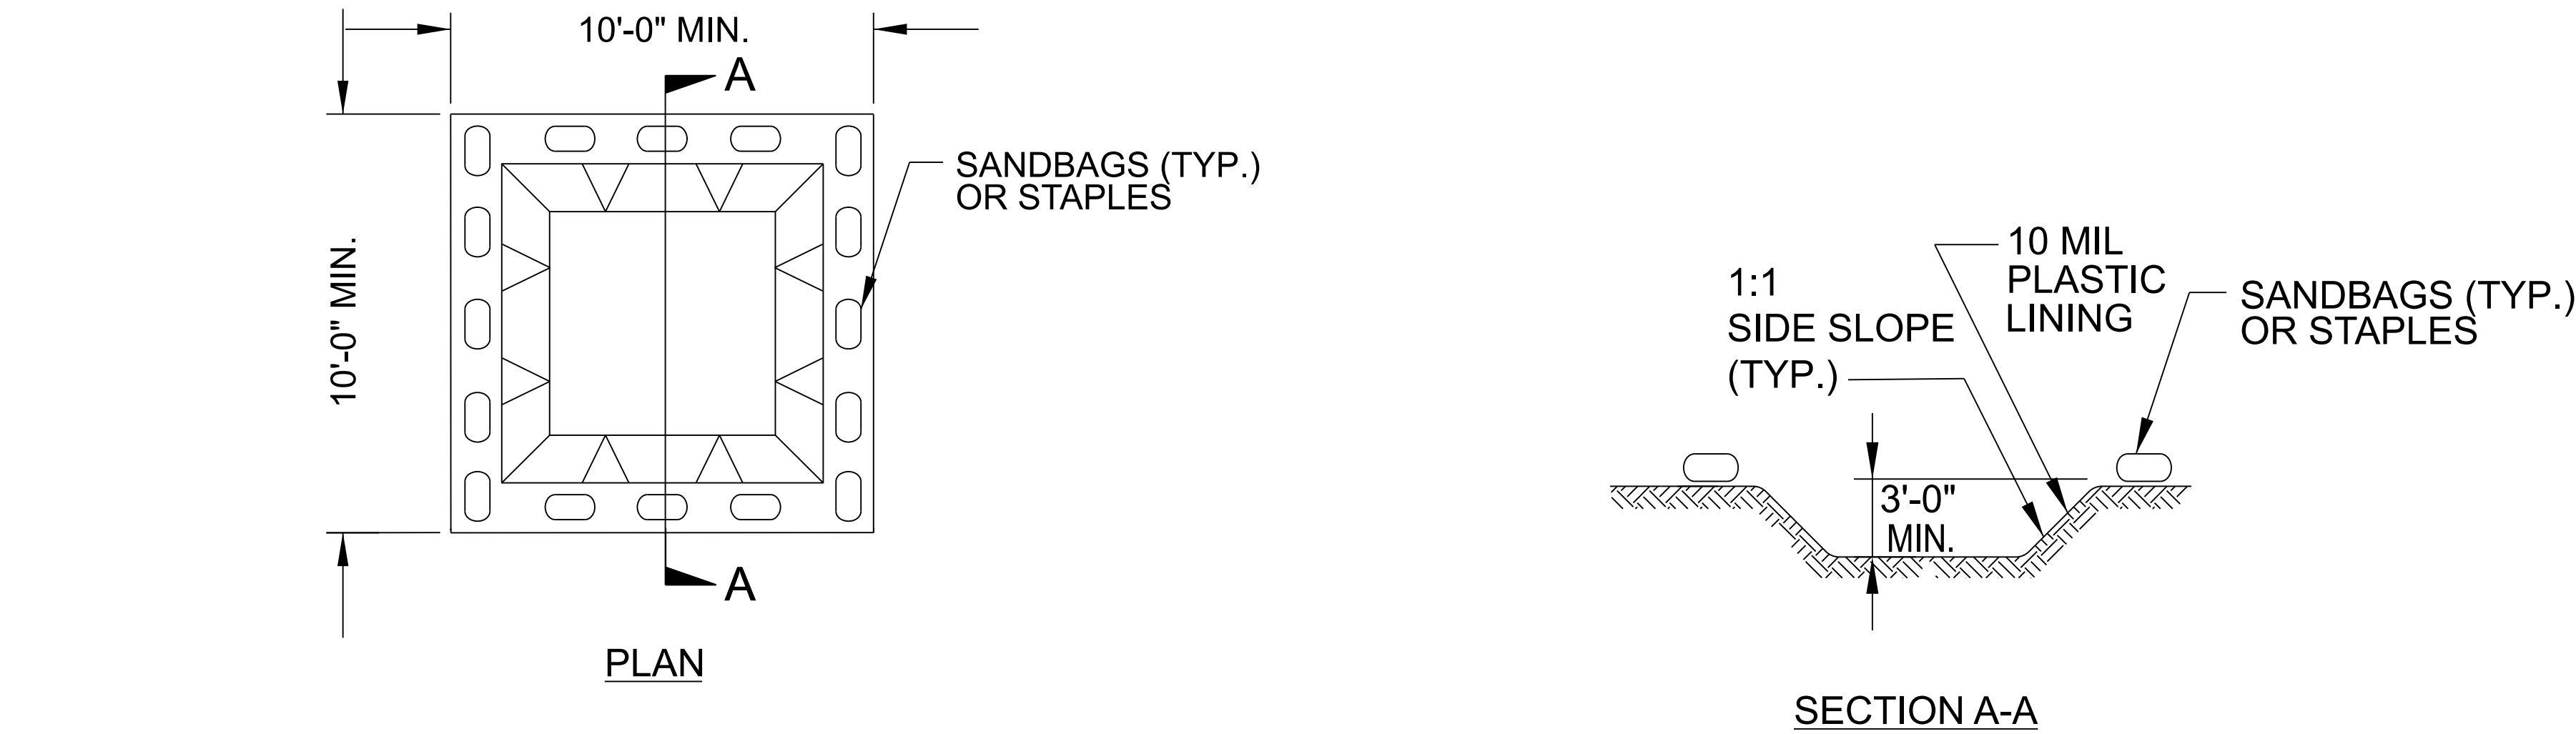 10'-0" MIN.
A
SANDBAGS (TYP.)
OR STAPLES
10'-0" MIN.
A
PLAN
10 MIL
PLASTIC
LINING
1:1
SIDE SLOPE
(TYP.)
SANDBAGS (TYP.)
OR STAPLES
3'-0"
MIN.
SECTION A-A